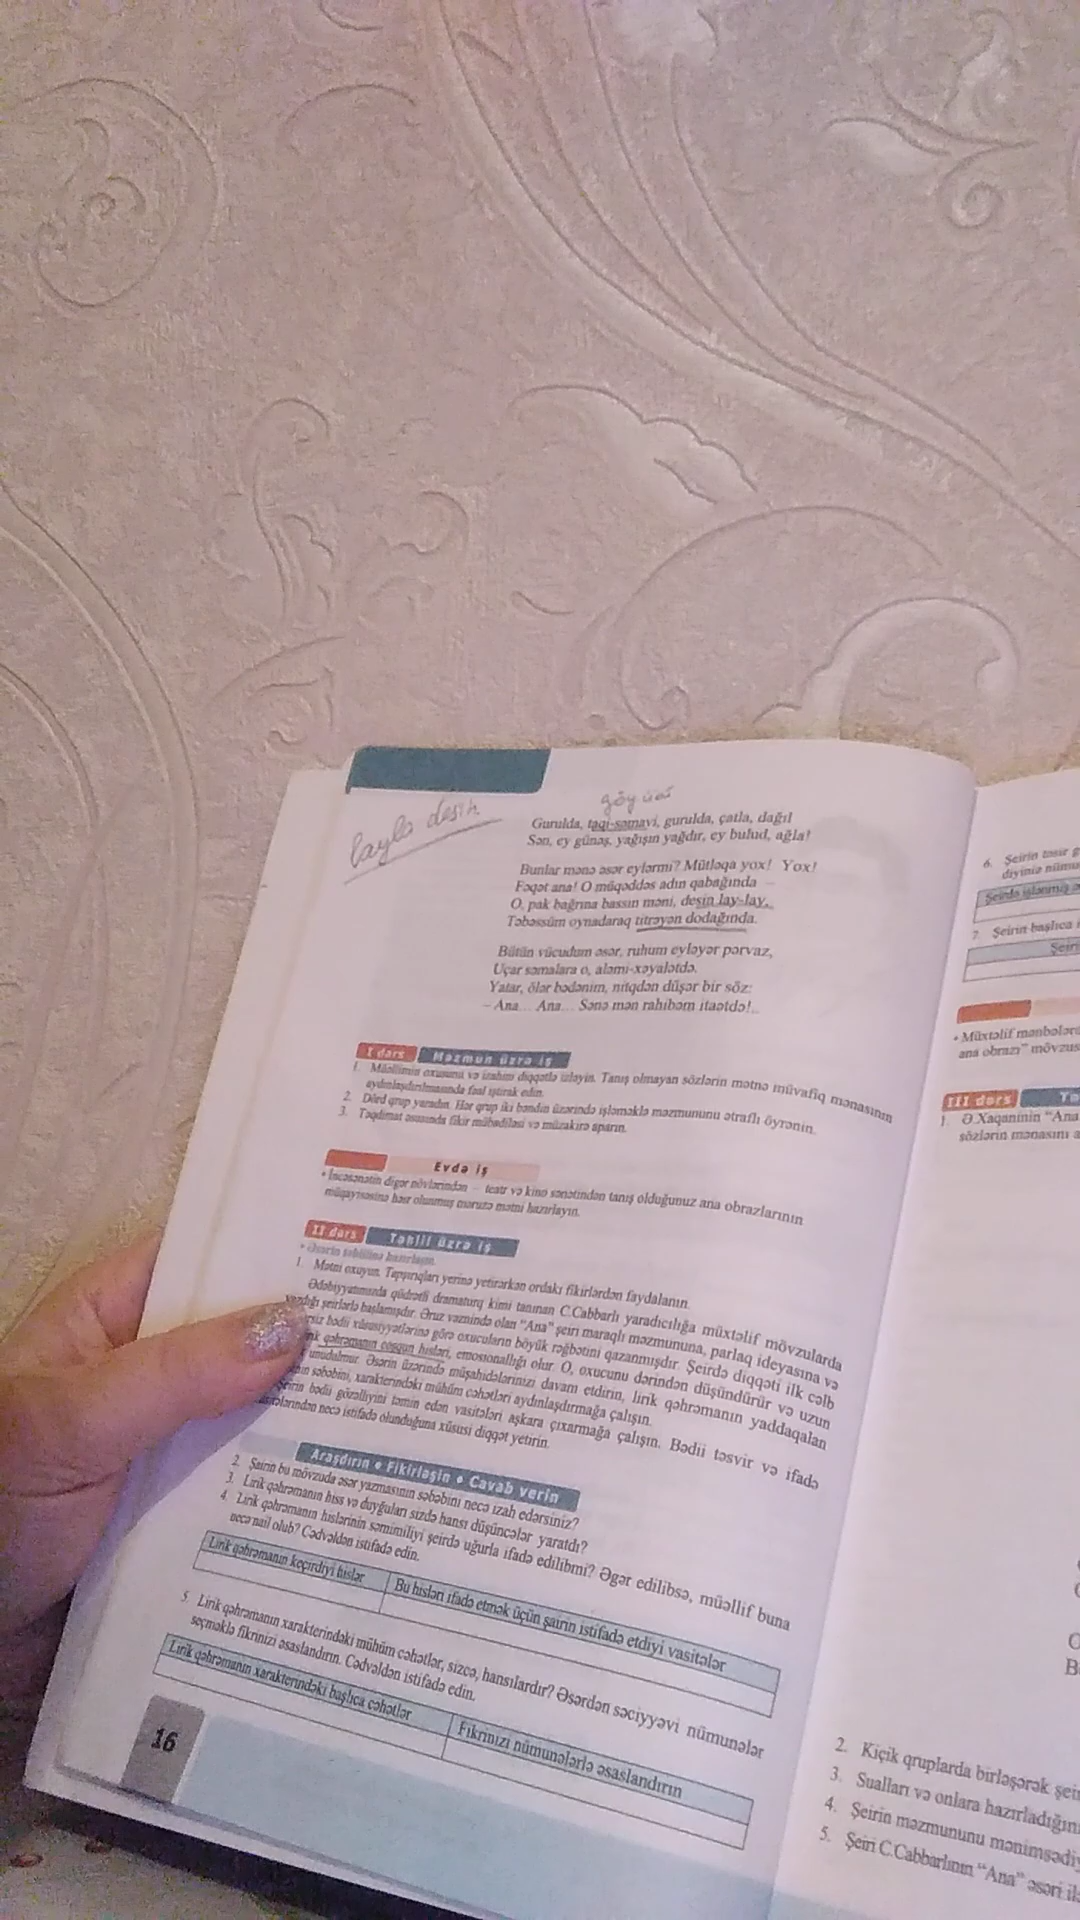 layla desin
göy üzü
Gurulda, taqi-səmavi, gurulda, çatla, dağıl
Sən, ey günəş, yağışın yağdır, ey bulud, ağla!
Bunlar mənə əsər eylərmi? Mütləqa yox! Yox!
Fəqət ana! O müqəddəs adın qabağında –
O, pak bağrına bassın məni, desin lay-lay,
Təbəssüm oynadaraq titrəyən dodağında.
Bütün vücudum əsər, ruhum eyləyər pərvaz,
Uçar səmalara o, aləmi-xəyalətdə.
Yatar, ölər bədənim, nitqdən düşər bir söz:
– Ana... Ana... Sənə mən rahibəm itaətdə!..
I dərs Məzmun üzrə iş
1. Müəllimin oxusunu və izahını diqqətlə izləyin. Tanış olmayan sözlərin mətnə müvafiq mənasının
aydınlaşdırılmasında fəal iştirak edin.
2. Dörd qrup yaradın. Hər qrup iki bəndin üzərində işləməklə məzmununu ətraflı öyrənin.
3. Təqdimat əsasında fikir mübadiləsi və müzakirə aparın.
Evdə iş
• İncəsənətin digər növlərindən – teatr və kino sənətindən tanış olduğunuz ana obrazlarının
müqayisəsinə həsr olunmuş məruzə mətni hazırlayın.
II dərs Təhlil üzrə iş
• Əsərin təhlilinə hazırlaşın.
1. Mətni oxuyun. Tapşırıqları yerinə yetirərkən ordakı fikirlərdən faydalanın.
Ədəbiyyatımızda qüdrətli dramaturq kimi tanınan C.Cabbarlı yaradıcılığa müxtəlif mövzularda
yazdığı şeirlərlə başlamışdır. Əruz vəznində olan "Ana" şeiri maraqlı məzmununa, parlaq ideyasına və
bədii xüsusiyyətlərinə görə oxucuların böyük rəğbətini qazanmışdır. Şeirdə diqqəti ilk cəlb
qəhrəmanın coşqun hisləri, emosionallığı olur. O, oxucunu dərindən düşündürür və uzun
unudulmur. Əsərin üzərində müşahidələrinizi davam etdirin, lirik qəhrəmanın yaddaqalan
səbəbini, xarakterindəki mühüm cəhətləri aydınlaşdırmağa çalışın.
Şeirin bədii gözəlliyini təmin edən vasitələri aşkara çıxarmağa çalışın. Bədii təsvir və ifadə
necə istifadə olunduğuna xüsusi diqqət yetirin.
Araşdırın • Fikirləşin • Cavab verin
2. Şairin bu mövzuda əsər yazmasının səbəbini necə izah edərsiniz?
3. Lirik qəhrəmanın hiss və duyğuları sizdə hansı düşüncələr yaratdı?
4. Lirik qəhrəmanın hislərinin səmimiliyi şeirdə uğurla ifadə edilibmi? Əgər edilibsə, müəllif buna
necə nail olub? Cədvəldən istifadə edin.
Lirik qəhrəmanın keçirdiyi hislər Bu hisləri ifadə etmək üçün şairin istifadə etdiyi vasitələr
5. Lirik qəhrəmanın xarakterindəki mühüm cəhətlər, sizcə, hansılardır? Əsərdən səciyyəvi nümunələr
seçməklə fikrinizi əsaslandırın. Cədvəldən istifadə edin.
Lirik qəhrəmanın xarakterindəki başlıca cəhətlər Fikrinizi nümunələrlə əsaslandırın
16
6. Şeirin təsir
diyiniz
Şeirdə işlənmiş
7. Şeirin başlıca
Şeiri
• Müxtəlif
ana obrazı" mövzus
III dərs
1. Ə.Xaqaninin "Ana
sözlərin mənasını
2. Kiçik qruplarda birləşərək şeir
3. Sualları və onlara hazırladığın
4. Şeirin məzmununu mənimsədiy
5. Şeiri C.Cabbarlının "Ana" əsəri ilə